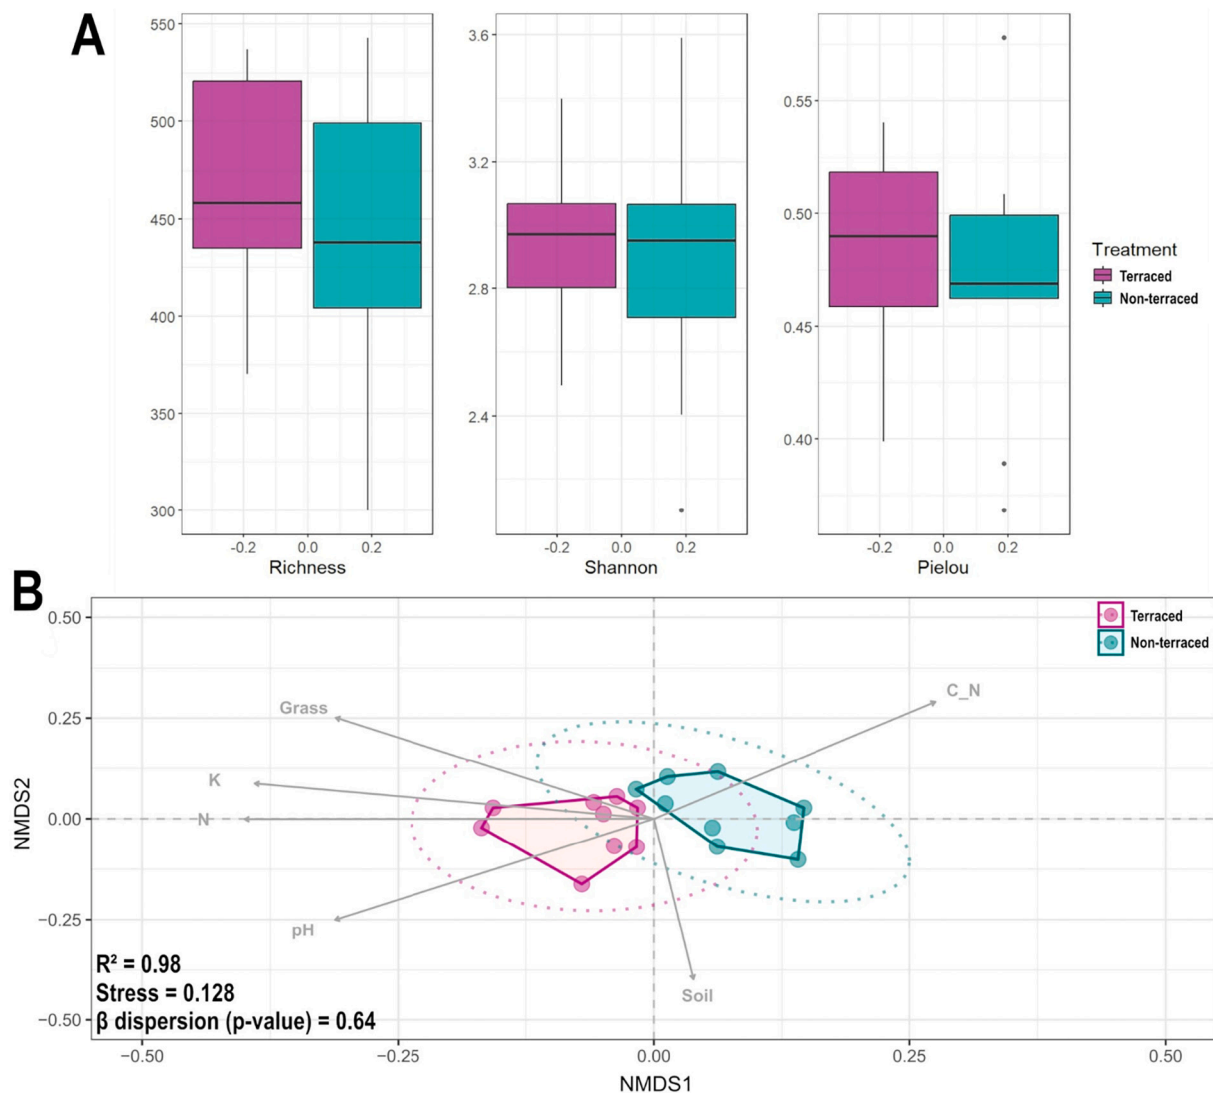 A
550
500
450
400
350
300
-0.2 0.0 0.2
Richness
3.6
3.2
2.8
2.4
-0.2 0.0 0.2
Shannon
0.55
0.50
0.45
0.40
-0.2 0.0 0.2
Pielou
Treatment
Terraced
Non-terraced
B
NMDS2
0.50
0.25
0.00
−0.25
−0.50
Terraced
Non-terraced
C_N
Grass
K
N
pH
Soil
R² = 0.98
Stress = 0.128
β dispersion (p-value) = 0.64
−0.50 −0.25 0.00 0.25 0.50
NMDS1